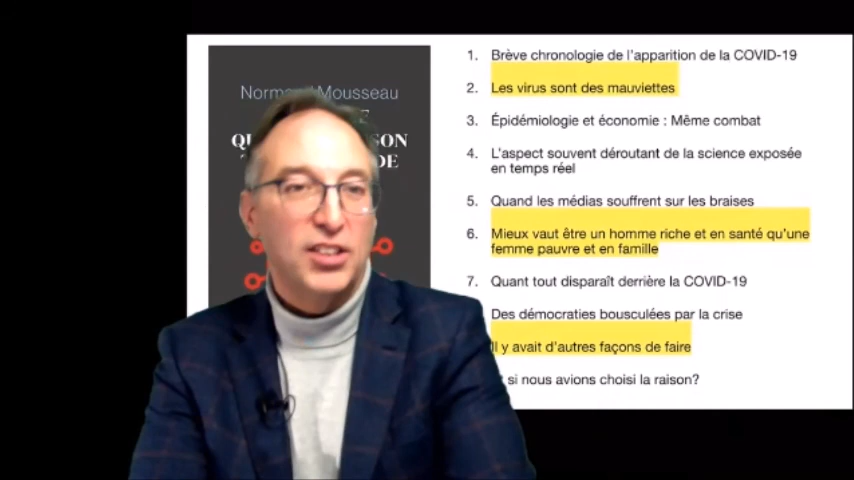 Mousseau
SON
DE
1. Brève chronologie de l'apparition de la COVID-19
2. Les virus sont des mauviettes
3. Épidémiologie et économie : Même combat
4. L'aspect souvent déroutant de la science exposée
en temps réel
5. Quand les médias souffrent sur les braises
6. Mieux vaut être un homme riche et en santé qu'une
femme pauvre et en famille
7. Quant tout disparaît derrière la COVID-19
Des démocraties bousculées par la crise
Il y avait d'autres façons de faire
si nous avions choisi la raison?